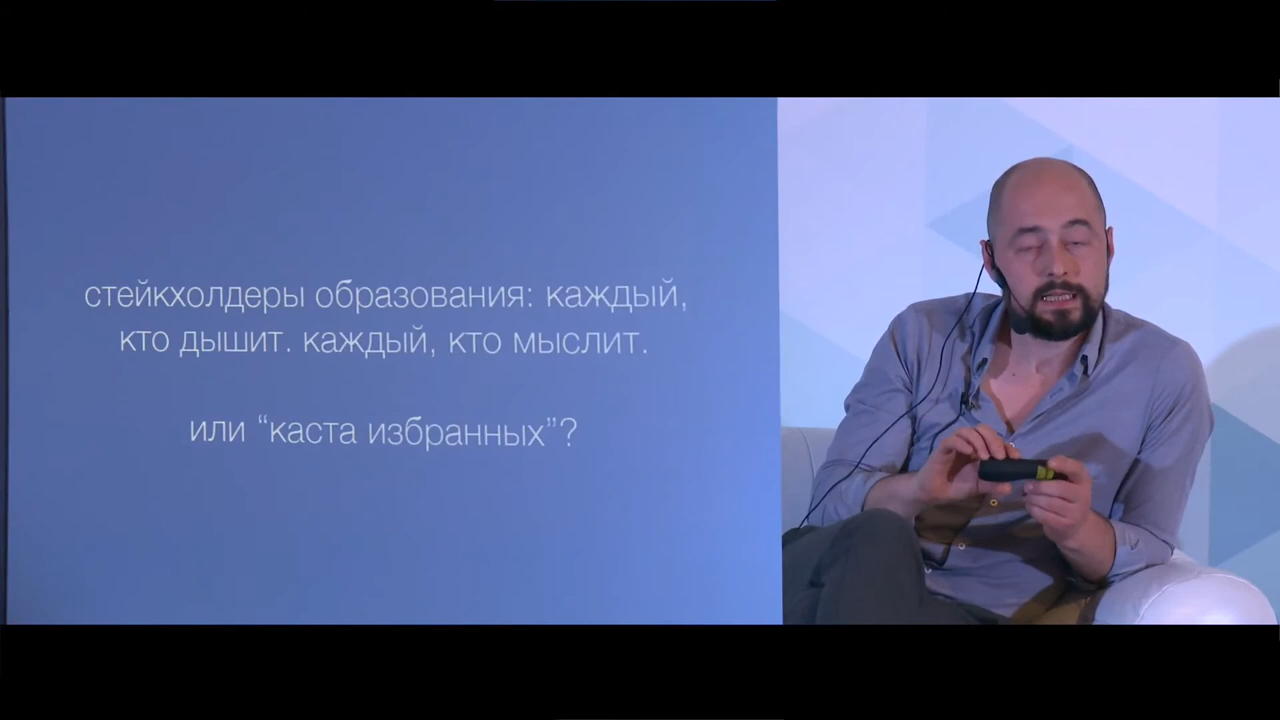 стейкхолдеры образования: каждый,
кто дышит. каждый, кто мыслит.
или “каста избранных”?